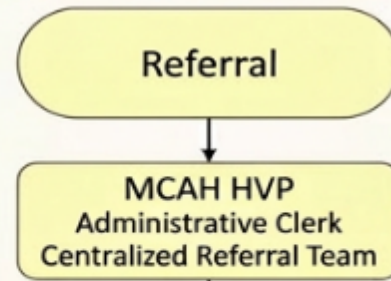 Referral
MCAH HVP
Administrative Clerk
Centralized Referral Team